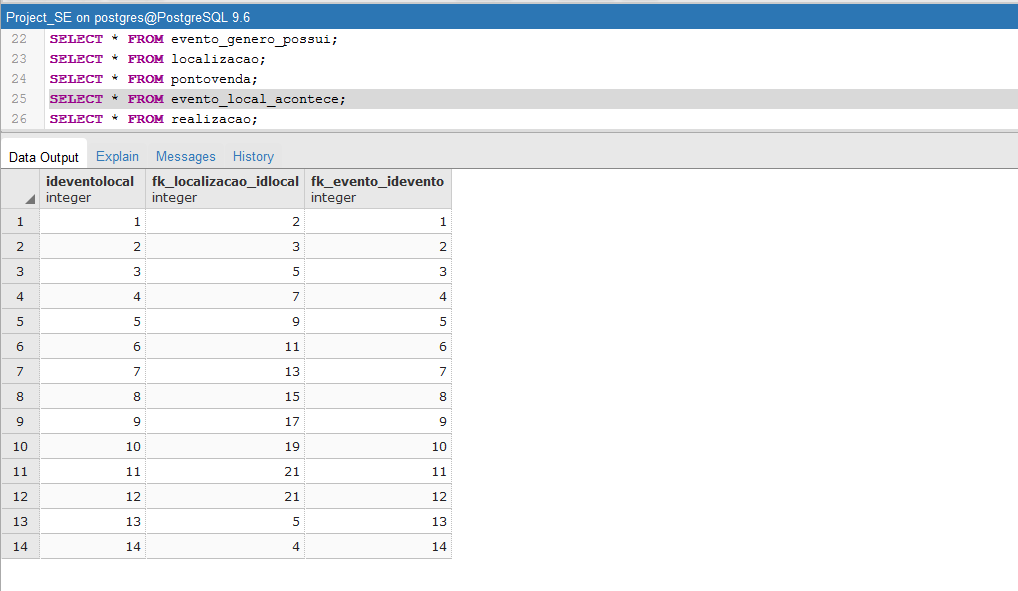 Project_SE on postgres@PostgreSQL 9.6
22 SELECT * FROM evento_genero_possui;
23 SELECT * FROM localizacao;
24 SELECT * FROM pontovenda;
25 SELECT * FROM evento_local_acontece;
26 SELECT * FROM realizacao;
Data Output Explain Messages History
ideventolocal fk_localizacao_idlocal fk_evento_idevento
integer integer integer
1 1 2 1
2 2 3 2
3 3 5 3
4 4 7 4
5 5 9 5
6 6 11 6
7 7 13 7
8 8 15 8
9 9 17 9
10 10 19 10
11 11 21 11
12 12 21 12
13 13 5 13
14 14 4 14